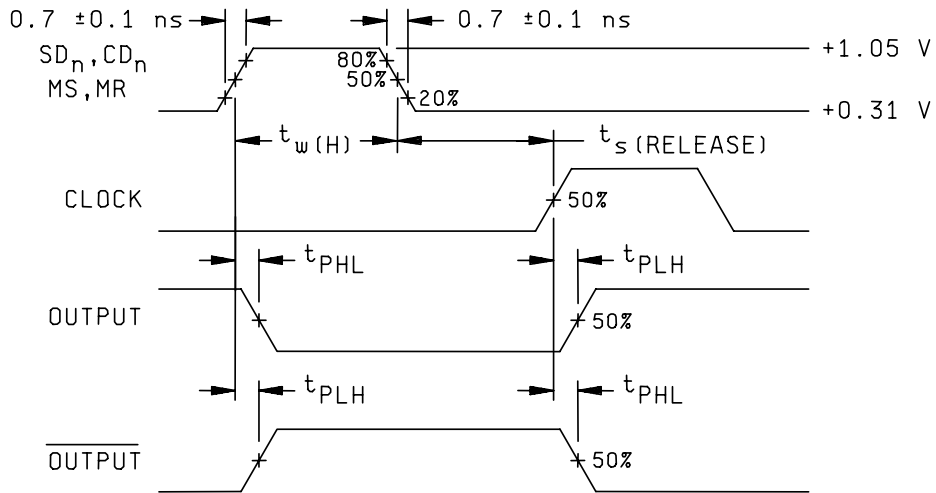 0.7 ±0.1 ns
0.7 ±0.1 ns
SDn,CDn
MS,MR
80%
50%
20%
+1.05 V
+0.31 V
tw(H)
ts(RELEASE)
CLOCK
50%
tPHL
tPLH
OUTPUT
50%
tPLH
tPHL
OUTPUT
50%